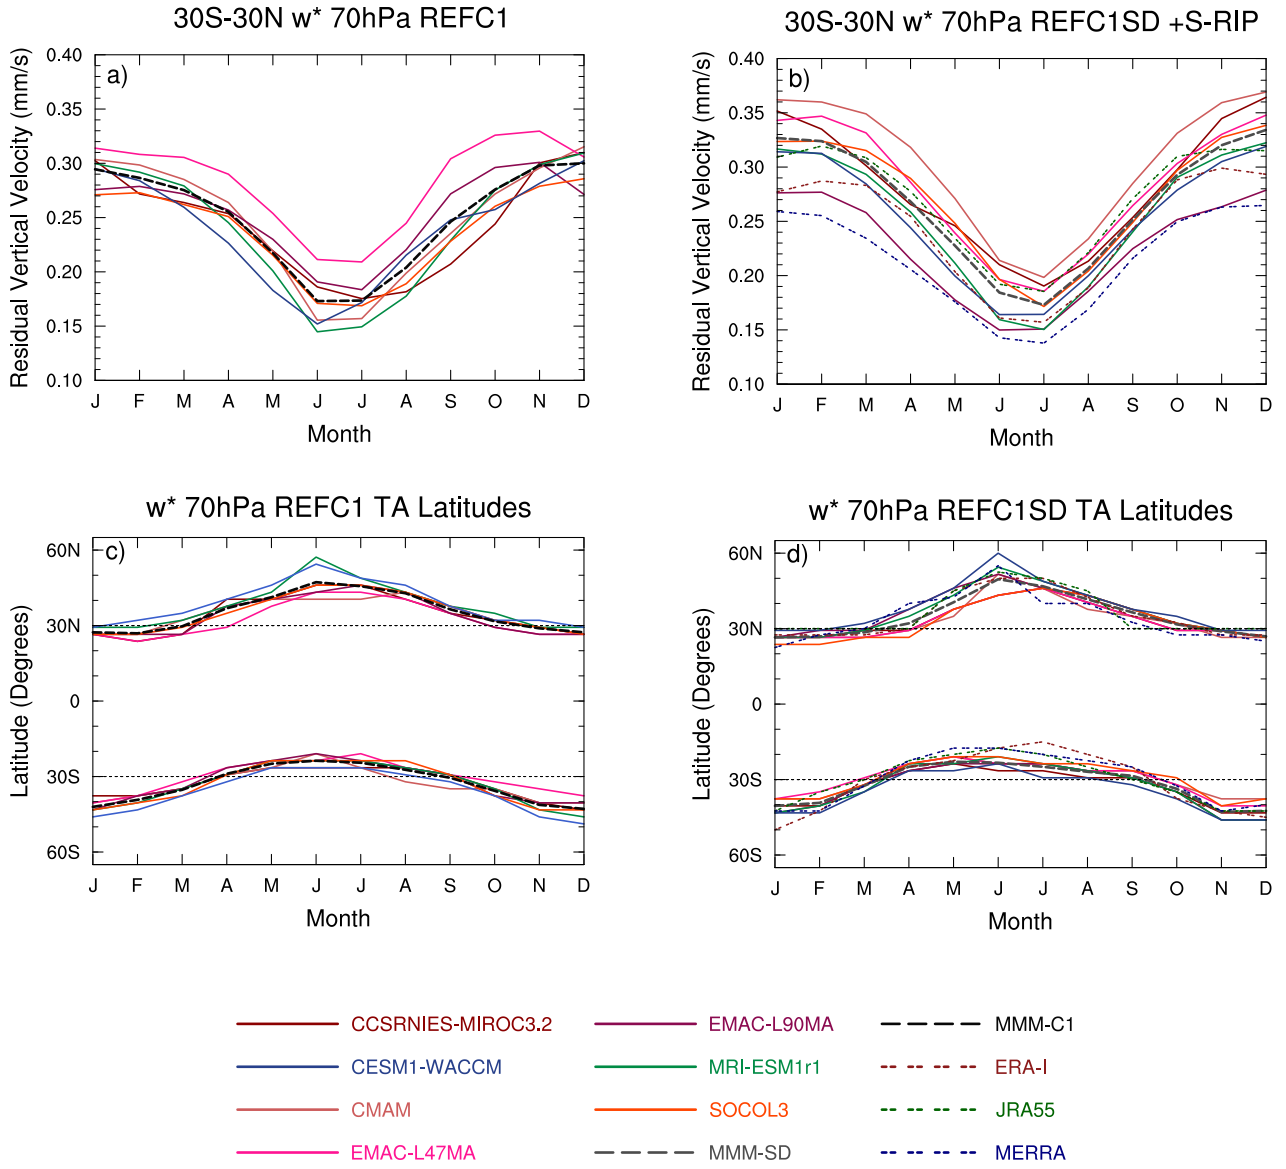 30S-30N w* 70hPa REFC1
30S-30N w* 70hPa REFC1SD +S-RIP
Residual Vertical Velocity (mm/s)
0.40
0.35
0.30
0.25
0.20
0.15
0.10
a)
J F M A M J J A S O N D
Month
Residual Vertical Velocity (mm/s)
0.40
0.35
0.30
0.25
0.20
0.15
0.10
b)
J F M A M J J A S O N D
Month
w* 70hPa REFC1 TA Latitudes
w* 70hPa REFC1SD TA Latitudes
Latitude (Degrees)
60N
30N
0
30S
60S
c)
J F M A M J J A S O N D
Month
Latitude (Degrees)
60N
30N
0
30S
60S
d)
J F M A M J J A S O N D
Month
CCSRNIES-MIROC3.2
CESM1-WACCM
CMAM
EMAC-L47MA
EMAC-L90MA
MRI-ESM1r1
SOCOL3
MMM-SD
MMM-C1
ERA-I
JRA55
MERRA